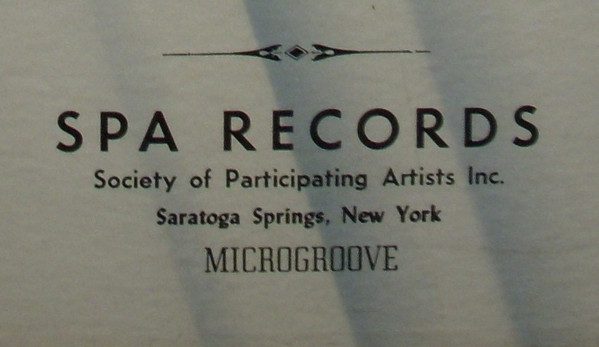 SPA RECORDS
Society of Participating Artists Inc.
Saratoga Springs, New York
MICROGROOVE